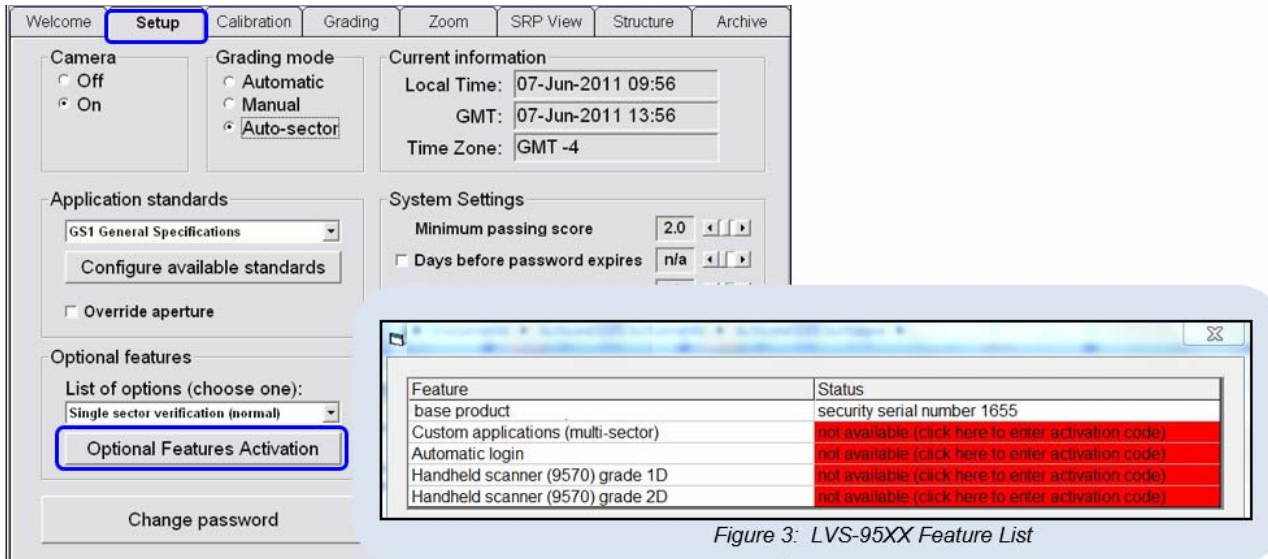 Welcome Setup Calibration Grading Zoom SRP View Structure Archive
Camera
Off
On
Grading mode
Automatic
Manual
Auto-sector
Current information
Local Time: 07-Jun-2011 09:56
GMT: 07-Jun-2011 13:56
Time Zone: GMT -4
Application standards
GS1 General Specifications
Configure available standards
Override aperture
System Settings
Minimum passing score 2.0
Days before password expires n/a
Optional features
List of options (choose one):
Single sector verification (normal)
Optional Features Activation
Change password
Feature Status
base product security serial number 1655
Custom applications (multi-sector) not available (click here to enter activation code)
Automatic login not available (click here to enter activation code)
Handheld scanner (9570) grade 1D not available (click here to enter activation code)
Handheld scanner (9570) grade 2D not available (click here to enter activation code)
Figure 3: LVS-95XX Feature List